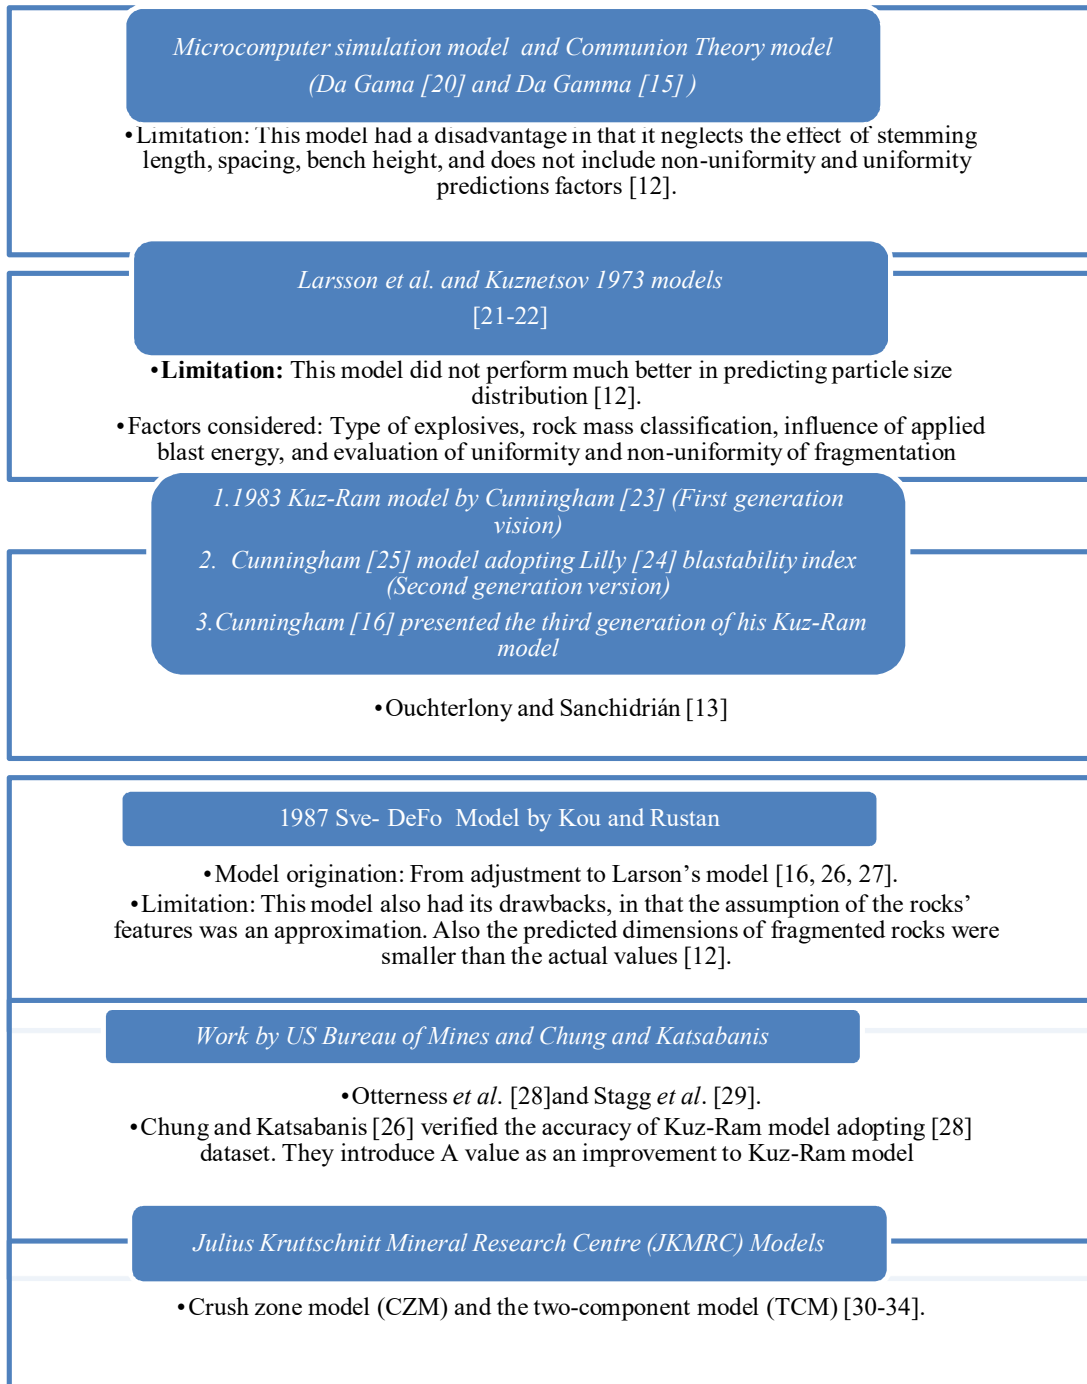 Microcomputer simulation model and Communion Theory model
(Da Gama [20] and Da Gamma [15] )
•Limitation: This model had a disadvantage in that it neglects the effect of stemming
length, spacing, bench height, and does not include non-uniformity and uniformity
predictions factors [12].
Larsson et al. and Kuznetsov 1973 models
[21-22]
•Limitation: This model did not perform much better in predicting particle size
distribution [12].
•Factors considered: Type of explosives, rock mass classification, influence of applied
blast energy, and evaluation of uniformity and non-uniformity of fragmentation
1.1983 Kuz-Ram model by Cunningham [23] (First generation
vision)
2. Cunningham [25] model adopting Lilly [24] blastability index
(Second generation version)
3.Cunningham [16] presented the third generation of his Kuz-Ram
model
•Ouchterlony and Sanchidrián [13]
1987 Sve- DeFo Model by Kou and Rustan
•Model origination: From adjustment to Larson’s model [16, 26, 27].
•Limitation: This model also had its drawbacks, in that the assumption of the rocks’
features was an approximation. Also the predicted dimensions of fragmented rocks were
smaller than the actual values [12].
Work by US Bureau of Mines and Chung and Katsabanis
•Otterness et al. [28]and Stagg et al. [29].
•Chung and Katsabanis [26] verified the accuracy of Kuz-Ram model adopting [28]
dataset. They introduce A value as an improvement to Kuz-Ram model
Julius Kruttschnitt Mineral Research Centre (JKMRC) Models
•Crush zone model (CZM) and the two-component model (TCM) [30-34].